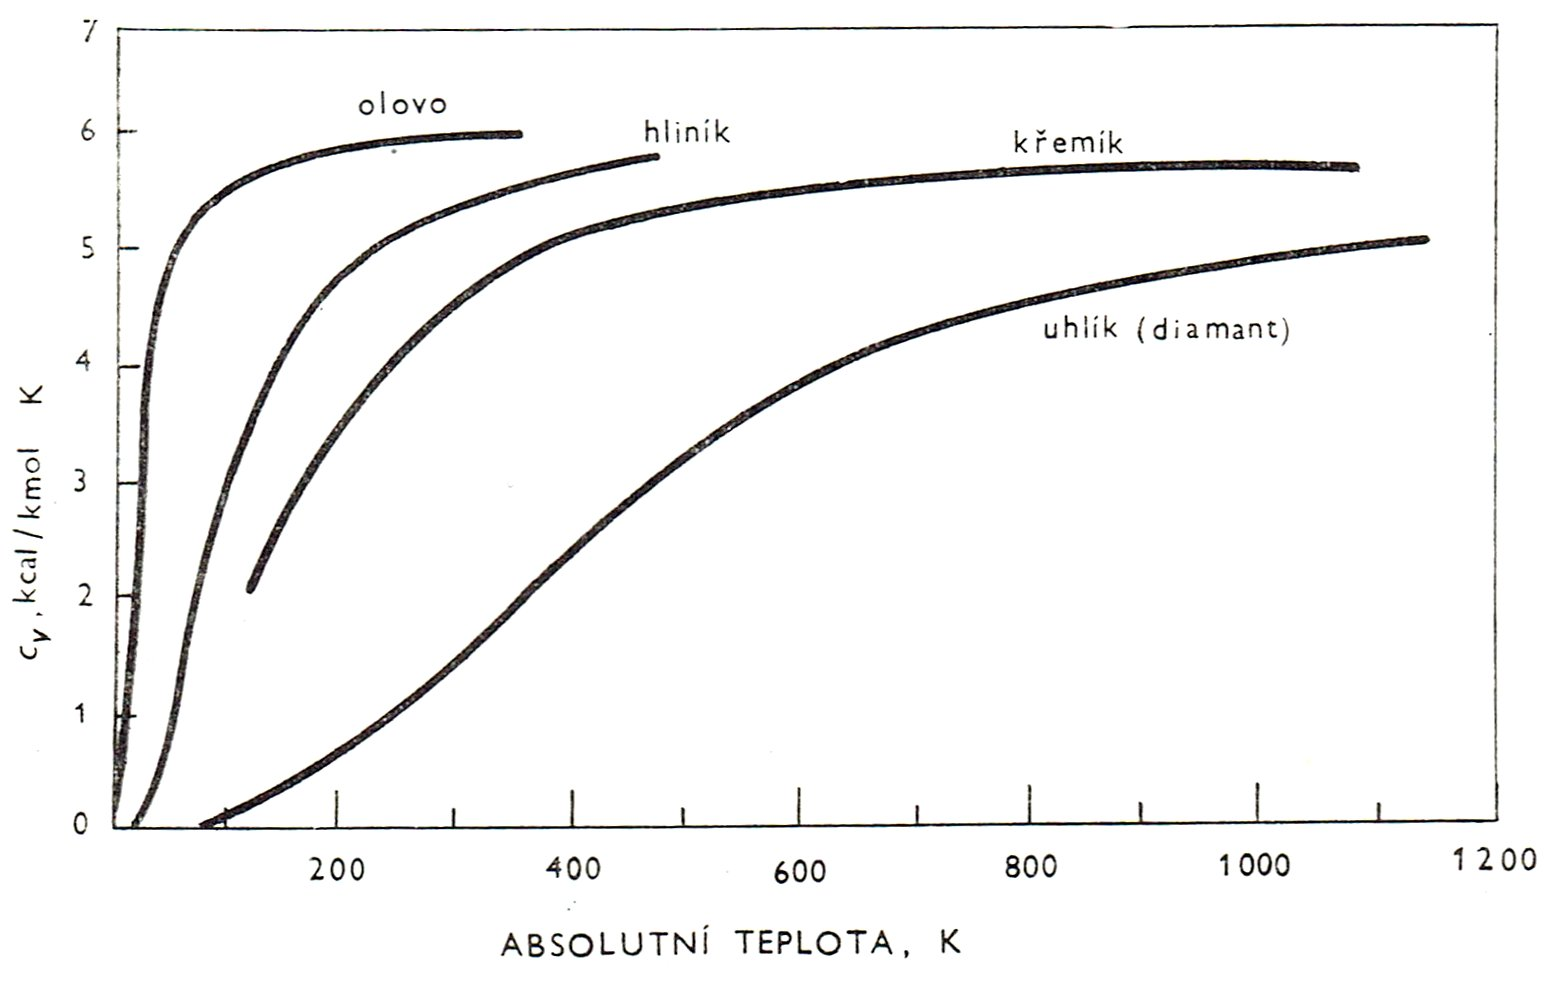 7
olovo
6
hliník
křemík
5
uhlík (diamant)
4
3
2
1
0
c_v, kcal/kmol K
200 400 600 800 1000 1200
ABSOLUTNÍ TEPLOTA, K